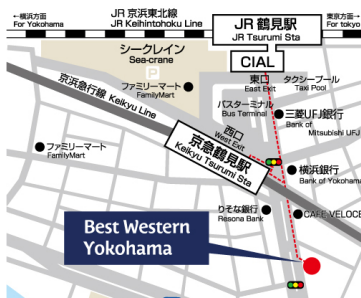 ←横浜方面
For Yokohama
JR 京浜東北線
JR Keihintohoku Line
JR 鶴見駅
JR Tsurumi Sta
東京方面→
For tokyo
CIAL
シークレイン
Sea-crane
P
東口
East Exit
タクシープール
Taxi Pool
ファミリーマート
FamilyMart
バスターミナル
Bus Terminal
三菱UFJ銀行
Bank of
Mitsubishi UFJ
京浜急行線 Keikyu Line
西口
West Exit
京急鶴見駅
Keikyu Tsurumi Sta
ファミリーマート
FamilyMart
横浜銀行
Bank of Yokohama
りそな銀行
Resona Bank
CAFE VELOCE
Best Western
Yokohama